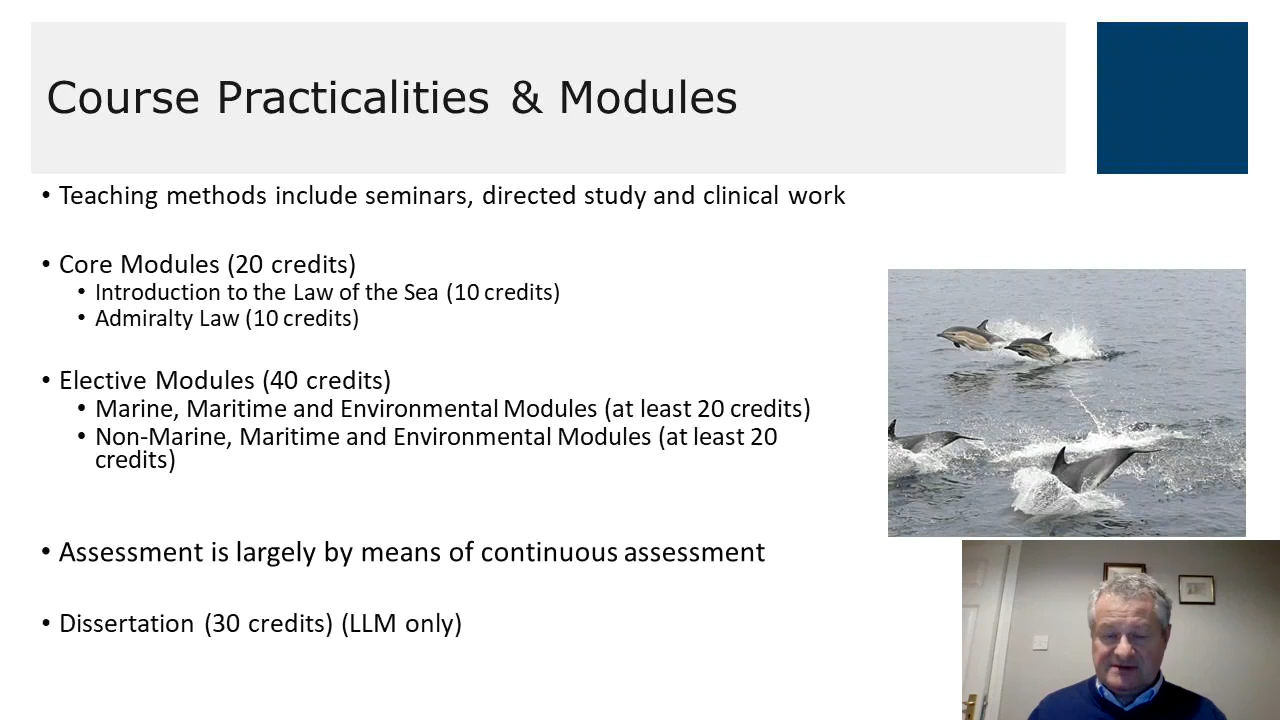 Course Practicalities & Modules
• Teaching methods include seminars, directed study and clinical work
• Core Modules (20 credits)
• Introduction to the Law of the Sea (10 credits)
• Admiralty Law (10 credits)
• Elective Modules (40 credits)
• Marine, Maritime and Environmental Modules (at least 20 credits)
• Non-Marine, Maritime and Environmental Modules (at least 20
credits)
• Assessment is largely by means of continuous assessment
• Dissertation (30 credits) (LLM only)